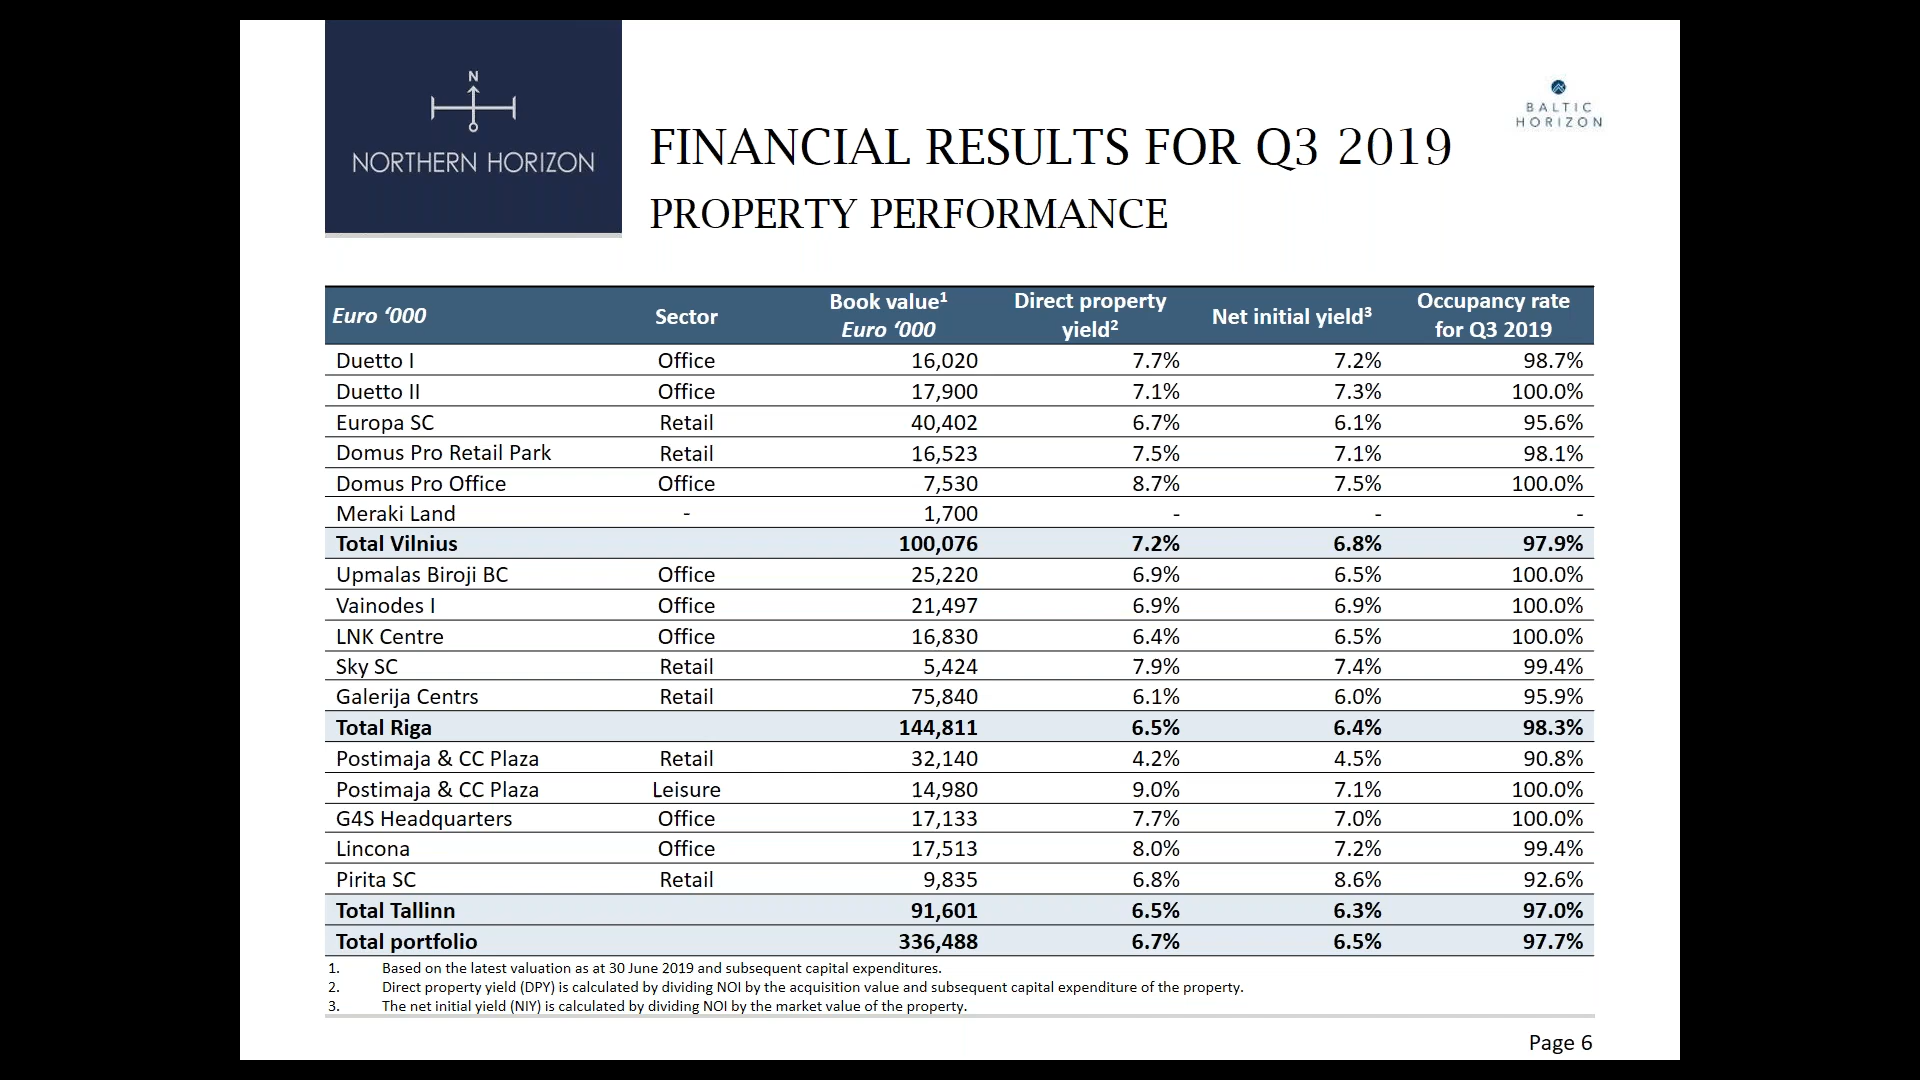 N
NORTHERN HORIZON
BALTIC
HORIZON
FINANCIAL RESULTS FOR Q3 2019
PROPERTY PERFORMANCE
Euro ‘000 Sector Book value¹ Euro ‘000 Direct property yield² Net initial yield³ Occupancy rate for Q3 2019
Duetto I Office 16,020 7.7% 7.2% 98.7%
Duetto II Office 17,900 7.1% 7.3% 100.0%
Europa SC Retail 40,402 6.7% 6.1% 95.6%
Domus Pro Retail Park Retail 16,523 7.5% 7.1% 98.1%
Domus Pro Office Office 7,530 8.7% 7.5% 100.0%
Meraki Land - 1,700 - - -
Total Vilnius 100,076 7.2% 6.8% 97.9%
Upmalas Biroji BC Office 25,220 6.9% 6.5% 100.0%
Vainodes I Office 21,497 6.9% 6.9% 100.0%
LNK Centre Office 16,830 6.4% 6.5% 100.0%
Sky SC Retail 5,424 7.9% 7.4% 99.4%
Galerija Centrs Retail 75,840 6.1% 6.0% 95.9%
Total Riga 144,811 6.5% 6.4% 98.3%
Postimaja & CC Plaza Retail 32,140 4.2% 4.5% 90.8%
Postimaja & CC Plaza Leisure 14,980 9.0% 7.1% 100.0%
G4S Headquarters Office 17,133 7.7% 7.0% 100.0%
Lincona Office 17,513 8.0% 7.2% 99.4%
Pirita SC Retail 9,835 6.8% 8.6% 92.6%
Total Tallinn 91,601 6.5% 6.3% 97.0%
Total portfolio 336,488 6.7% 6.5% 97.7%
1. Based on the latest valuation as at 30 June 2019 and subsequent capital expenditures.
2. Direct property yield (DPY) is calculated by dividing NOI by the acquisition value and subsequent capital expenditure of the property.
3. The net initial yield (NIY) is calculated by dividing NOI by the market value of the property.
Page 6